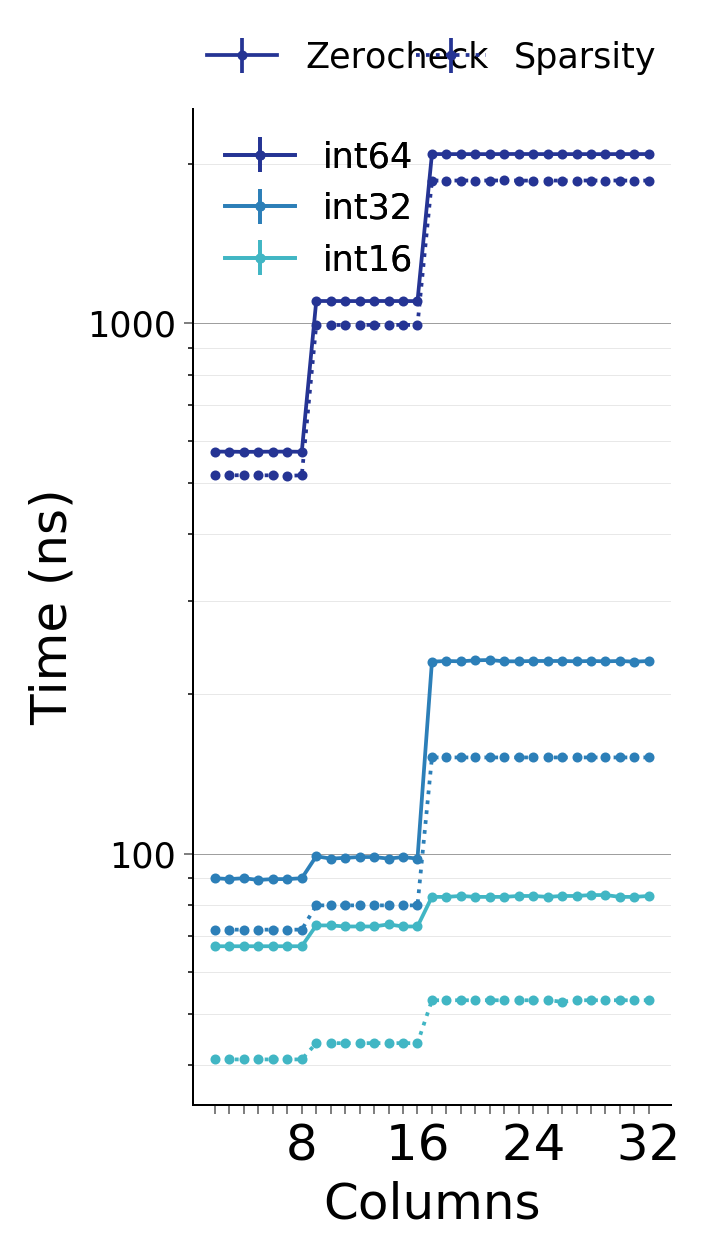 Zerocheck Sparsity
int64
int32
int16
1000
100
Time (ns)
8 16 24 32
Columns